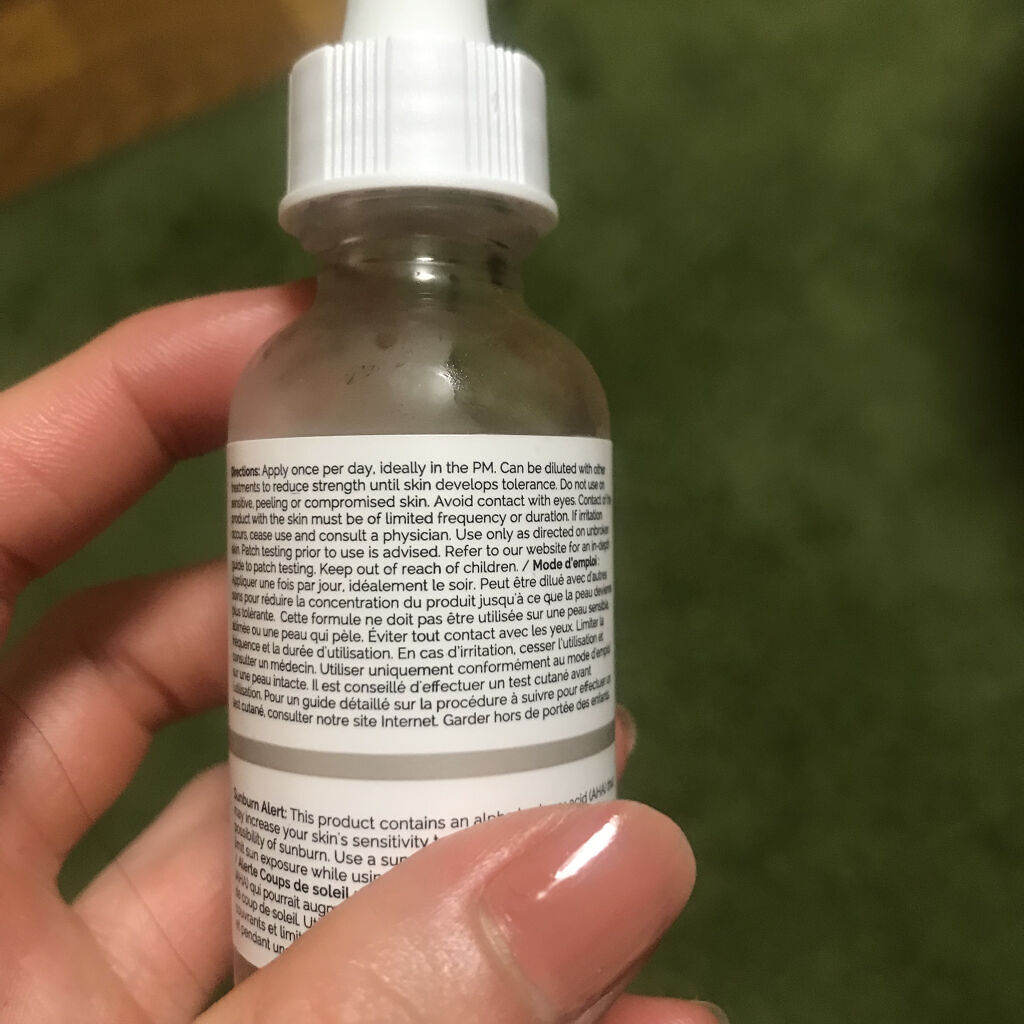 Directions: Apply once per day, ideally in the PM. Can be diluted with other
treatments to reduce strength until skin develops tolerance. Do not use on
sensitive, peeling or compromised skin. Avoid contact with eyes. Contact of the
product with the skin must be of limited frequency or duration. If irritation
occurs, cease use and consult a physician. Use only as directed on unbroken
skin. Patch testing prior to use is advised. Refer to our website for an in-depth
guide to patch testing. Keep out of reach of children. / Mode d'emploi :
Appliquer une fois par jour, idéalement le soir. Peut être dilué avec d'autres
soins pour réduire la concentration du produit jusqu'à ce que la peau devienne
plus tolérante. Cette formule ne doit pas être utilisée sur une peau sensible,
abîmée ou une peau qui pèle. Éviter tout contact avec les yeux. Limiter la
fréquence et la durée d'utilisation. En cas d'irritation, cesser l'utilisation et
consulter un médecin. Utiliser uniquement conformément au mode d'emploi
sur une peau intacte. Il est conseillé d'effectuer un test cutané avant
l'utilisation. Pour un guide détaillé sur la procédure à suivre pour effectuer un
test cutané, consulter notre site Internet. Garder hors de portée des enfants.
Sunburn Alert: This product contains an acid (AHA) that
may increase your skin's sensitivity
possibility of sunburn. Use a
limit sun exposure while
/ Alerte Coups de soleil
(AHA) qui pourrait
de coup de soleil.
couvrants et
et pendant